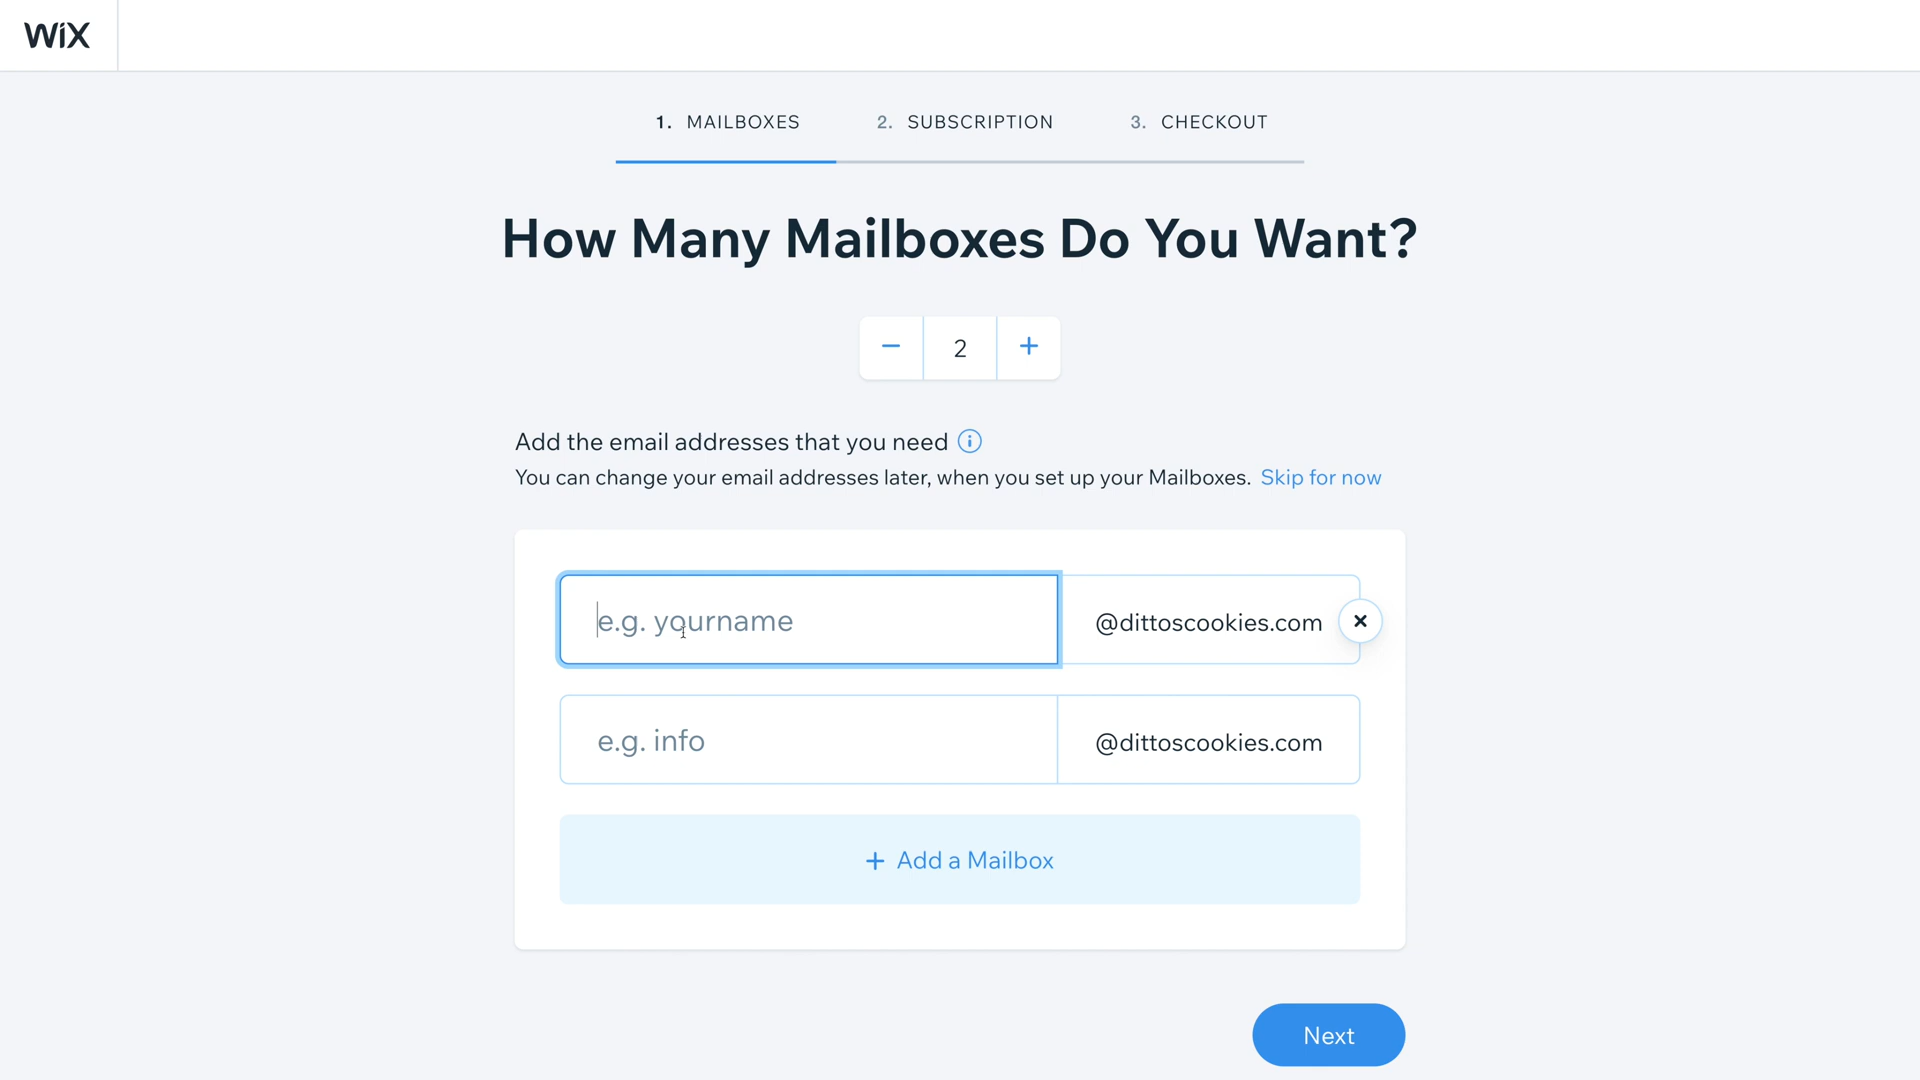 WiX
1. MAILBOXES 2. SUBSCRIPTION 3. CHECKOUT
How Many Mailboxes Do You Want?
− 2 +
Add the email addresses that you need i
You can change your email addresses later, when you set up your Mailboxes. Skip for now
e.g. yourname @dittoscookies.com
e.g. info @dittoscookies.com
+ Add a Mailbox
Next